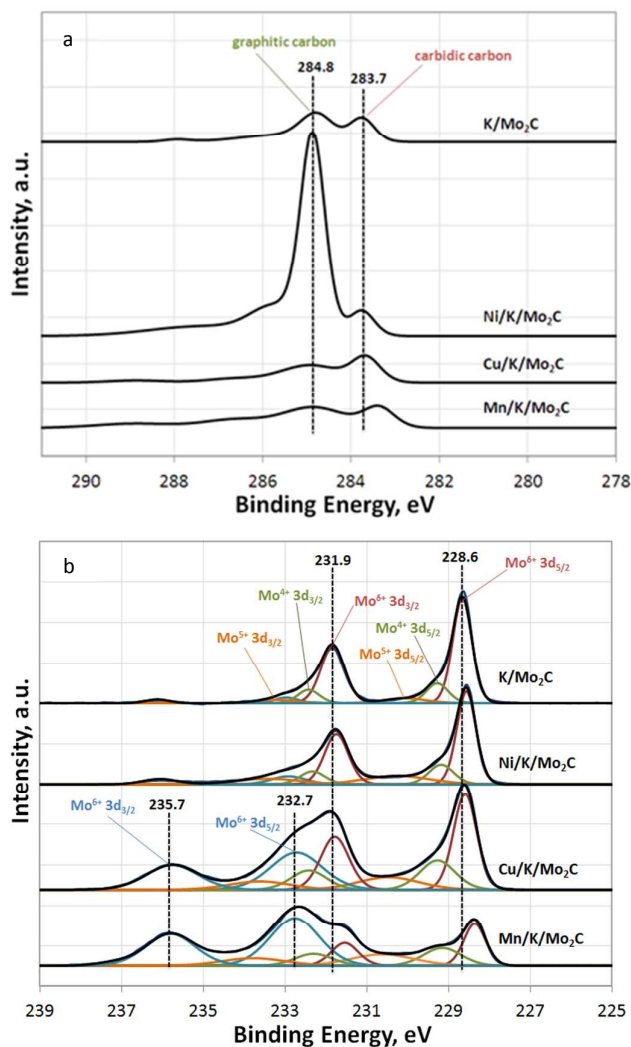 a
graphitic carbon
284.8
283.7
carbidic carbon
K/Mo₂C
Ni/K/Mo₂C
Cu/K/Mo₂C
Mn/K/Mo₂C
Intensity, a.u.
290 288 286 284 282 280 278
Binding Energy, eV
b
231.9
228.6
Mo⁴⁺ 3d₃/₂
Mo^δ⁺ 3d₃/₂
Mo^δ⁺ 3d₅/₂
Mo⁵⁺ 3d₃/₂
Mo⁴⁺ 3d₅/₂
Mo⁵⁺ 3d₅/₂
K/Mo₂C
Ni/K/Mo₂C
Mo⁶⁺ 3d₃/₂
235.7
Mo⁶⁺ 3d₅/₂
232.7
Cu/K/Mo₂C
Mn/K/Mo₂C
Intensity, a.u.
239 237 235 233 231 229 227 225
Binding Energy, eV